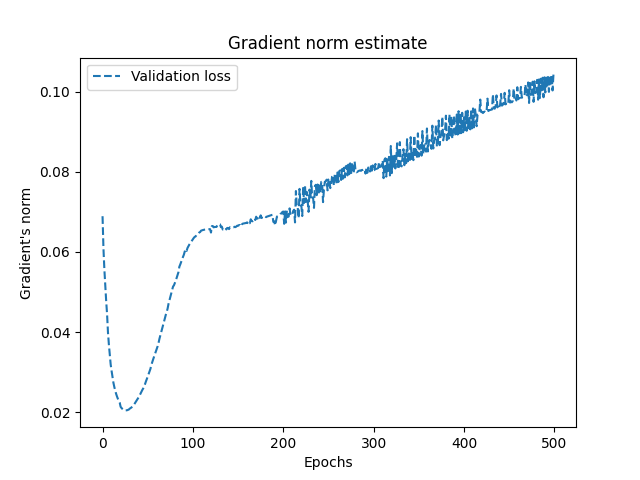 Gradient norm estimate
Validation loss
0.10
0.08
0.06
0.04
0.02
Gradient's norm
0 100 200 300 400 500
Epochs